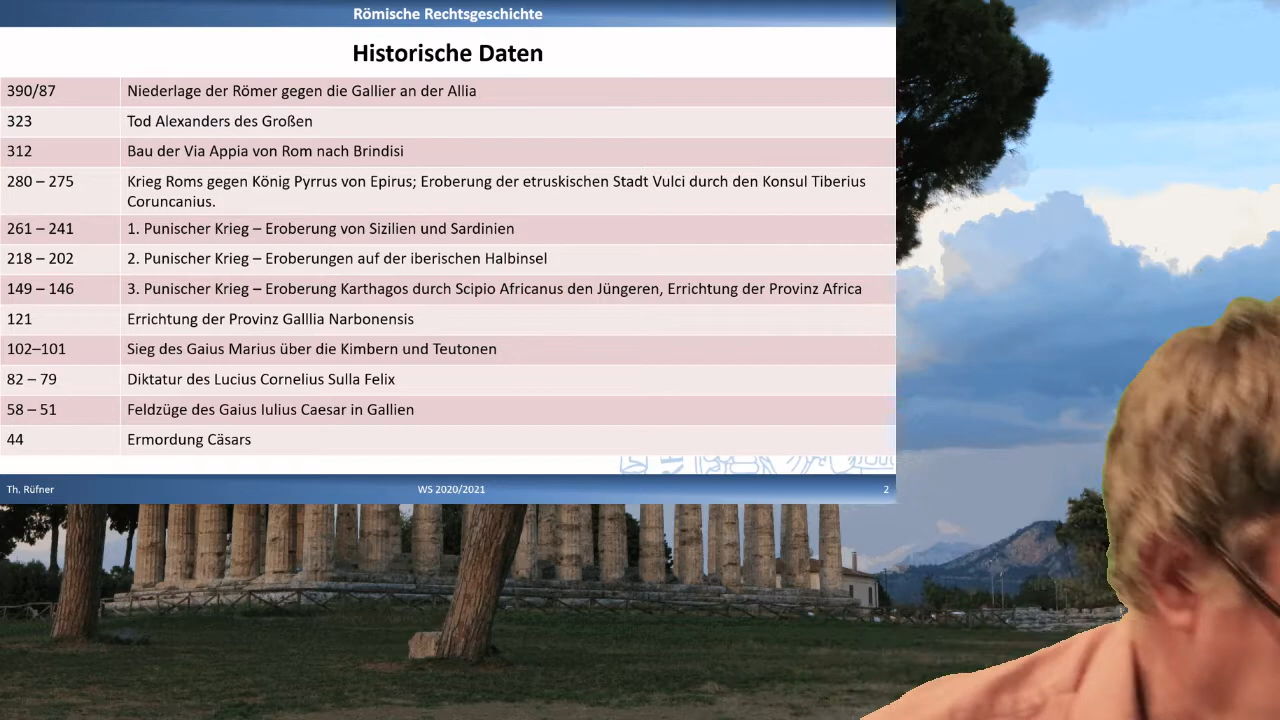 Römische Rechtsgeschichte
Historische Daten
390/87 Niederlage der Römer gegen die Gallier an der Allia
323 Tod Alexanders des Großen
312 Bau der Via Appia von Rom nach Brindisi
280 – 275 Krieg Roms gegen König Pyrrus von Epirus; Eroberung der etruskischen Stadt Vulci durch den Konsul Tiberius
Coruncanius.
261 – 241 1. Punischer Krieg – Eroberung von Sizilien und Sardinien
218 – 202 2. Punischer Krieg – Eroberungen auf der iberischen Halbinsel
149 – 146 3. Punischer Krieg – Eroberung Karthagos durch Scipio Africanus den Jüngeren, Errichtung der Provinz Africa
121 Errichtung der Provinz Galllia Narbonensis
102–101 Sieg des Gaius Marius über die Kimbern und Teutonen
82 – 79 Diktatur des Lucius Cornelius Sulla Felix
58 – 51 Feldzüge des Gaius Iulius Caesar in Gallien
44 Ermordung Cäsars
Th. Rüfner WS 2020/2021 2